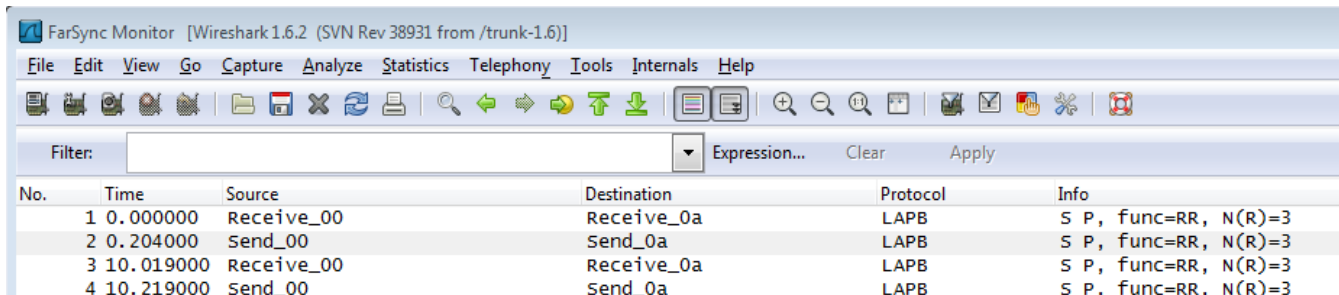 FarSync Monitor [Wireshark 1.6.2 (SVN Rev 38931 from /trunk-1.6)]
File Edit View Go Capture Analyze Statistics Telephony Tools Internals Help
Filter: Expression... Clear Apply
No. Time Source Destination Protocol Info
1 0.000000 Receive_00 Receive_0a LAPB S P, func=RR, N(R)=3
2 0.204000 Send_00 Send_0a LAPB S P, func=RR, N(R)=3
3 10.019000 Receive_00 Receive_0a LAPB S P, func=RR, N(R)=3
4 10.219000 Send_00 Send_0a LAPB S P, func=RR, N(R)=3